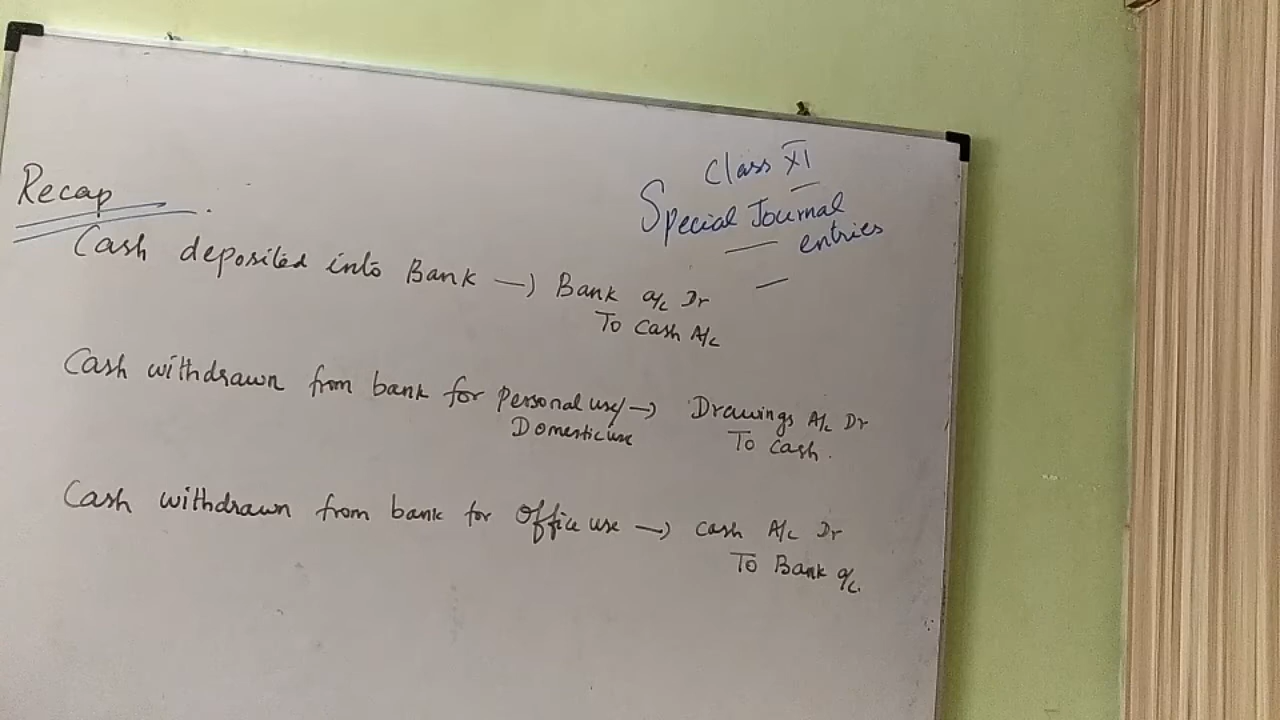 Class XI
Special Journal
entries
Recap
Cash deposited into Bank → Bank a/c Dr
To Cash A/c
Cash withdrawn from bank for personal use/ → Drawings A/c Dr
Domestic use
To cash.
Cash withdrawn from bank for Office use → cash A/c Dr
To Bank a/c.